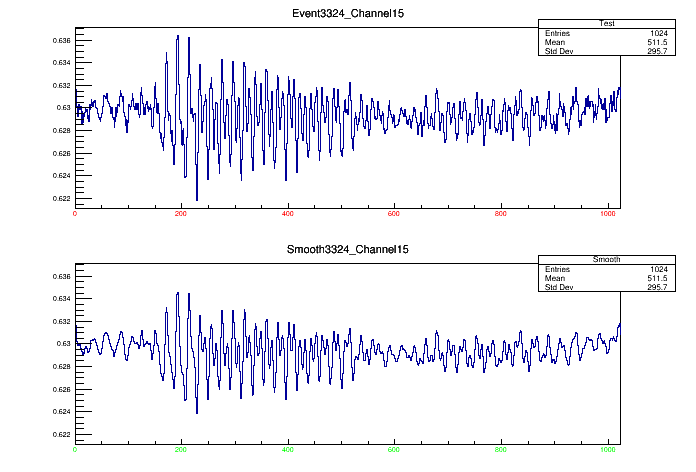 Event3324_Channel15
Test
Entries 1024
Mean 511.5
Std Dev 295.7
0.636
0.634
0.632
0.63
0.628
0.626
0.624
0.622
0 200 400 600 800 1000
Smooth3324_Channel15
Smooth
Entries 1024
Mean 511.5
Std Dev 295.7
0.636
0.634
0.632
0.63
0.628
0.626
0.624
0.622
0 200 400 600 800 1000